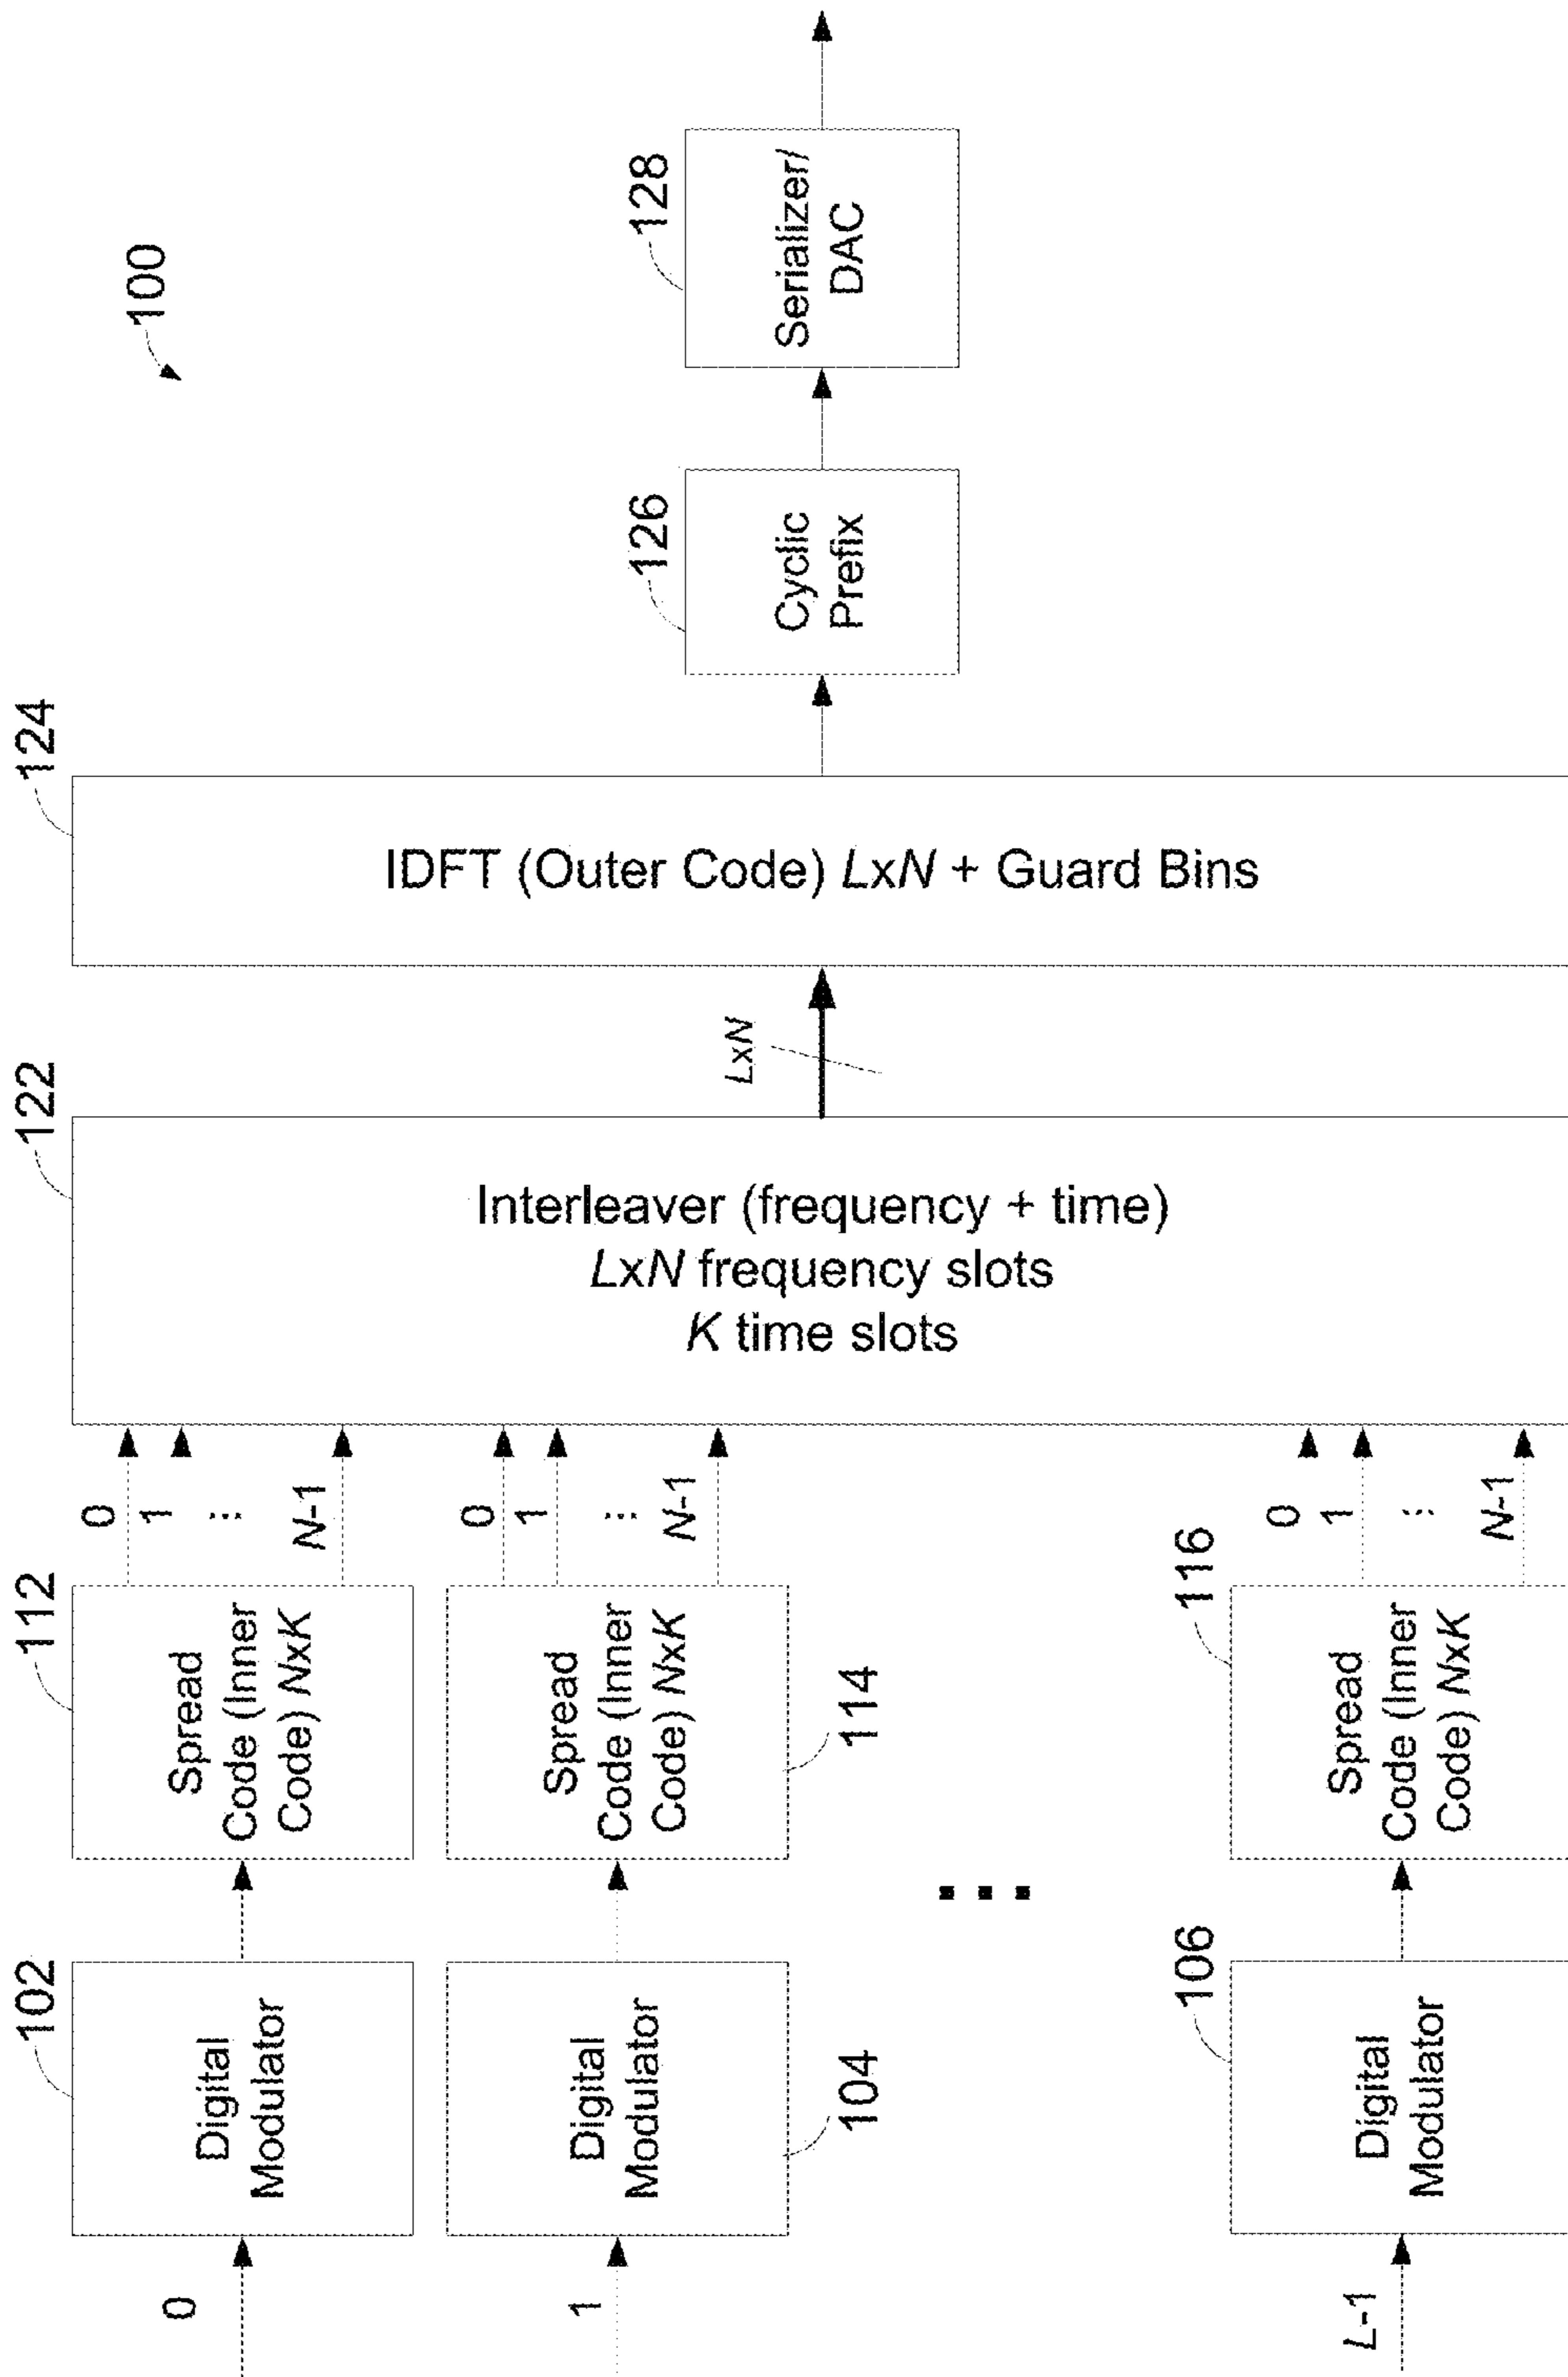 100
0
102
Digital
Modulator
112
Spread
Code (Inner
Code) NxK
0
1
⋮
N-1
1
Digital
Modulator
104
Spread
Code (Inner
Code) NxK
114
0
1
⋮
N-1
...
L-1
106
Digital
Modulator
116
Spread
Code (Inner
Code) NxK
0
1
⋮
N-1
122
Interleaver (frequency + time)
LxN frequency slots
K time slots
LxN
124
IDFT (Outer Code) LxN + Guard Bins
126
Cyclic
Prefix
128
Serializer/
DAC